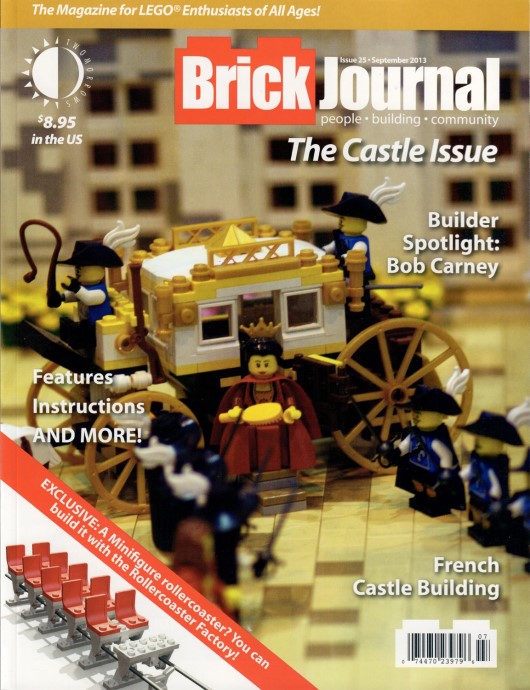 The Magazine for LEGO® Enthusiasts of All Ages!
TWOMORROWS
$8.95
in the US
Issue 25 • September 2013
BrickJournal
people • building • community
The Castle Issue
Builder
Spotlight:
Bob Carney
Features
Instructions
AND MORE!
EXCLUSIVE: A Minifigure rollercoaster? You can
build it with the Rollercoaster Factory!
French
Castle Building
07
0 74470 23979 6